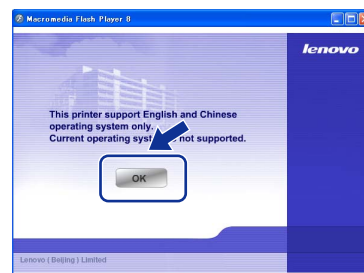 Macromedia Flash Player 8
lenovo
This printer support English and Chinese
operating system only.
Current operating not supported.
OK
Lenovo ( Beijing ) Limited